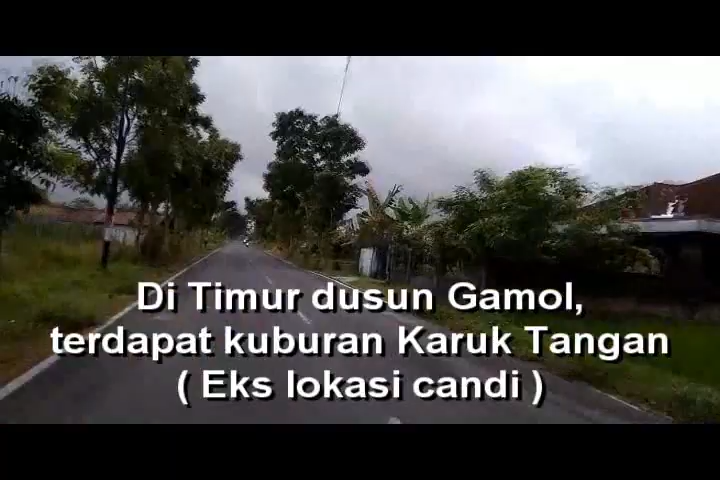 Di Timur dusun Gamol,
terdapat kuburan Karuk Tangan
( Eks lokasi candi )